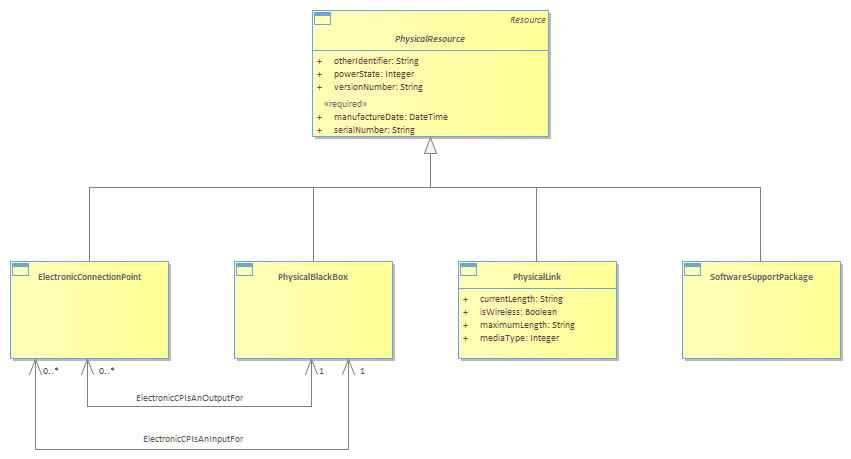 Resource
PhysicalResource
+ otherIdentifier: String
+ powerState: Integer
+ versionNumber: String
«required»
+ manufactureDate: DateTime
+ serialNumber: String
ElectronicConnectionPoint
PhysicalBlackBox
PhysicalLink
+ currentLength: String
+ isWireless: Boolean
+ maximumLength: String
+ mediaType: Integer
SoftwareSupportPackage
0..*
0..*
1
1
ElectronicCPIsAnOutputFor
ElectronicCPIsAnInputFor